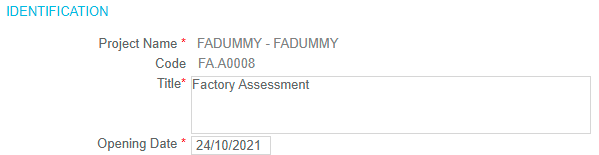 IDENTIFICATION
Project Name * FADUMMY - FADUMMY
Code FA.A0008
Title* Factory Assessment
Opening Date * 24/10/2021